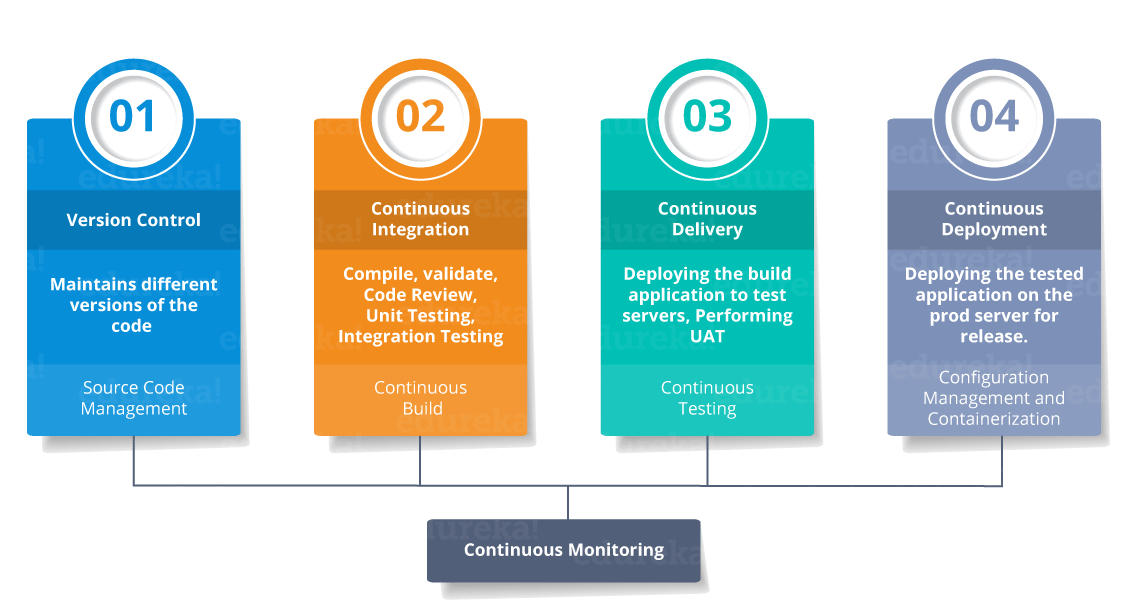 01
Version Control
Maintains different
versions of the
code
Source Code
Management
02
Continuous
Integration
Compile, validate,
Code Review,
Unit Testing,
Integration Testing
Continuous
Build
03
Continuous
Delivery
Deploying the build
application to test
servers, Performing
UAT
Continuous
Testing
04
Continuous
Deployment
Deploying the tested
application on the
prod server for
release.
Configuration
Management and
Containerization
Continuous Monitoring
edureka!